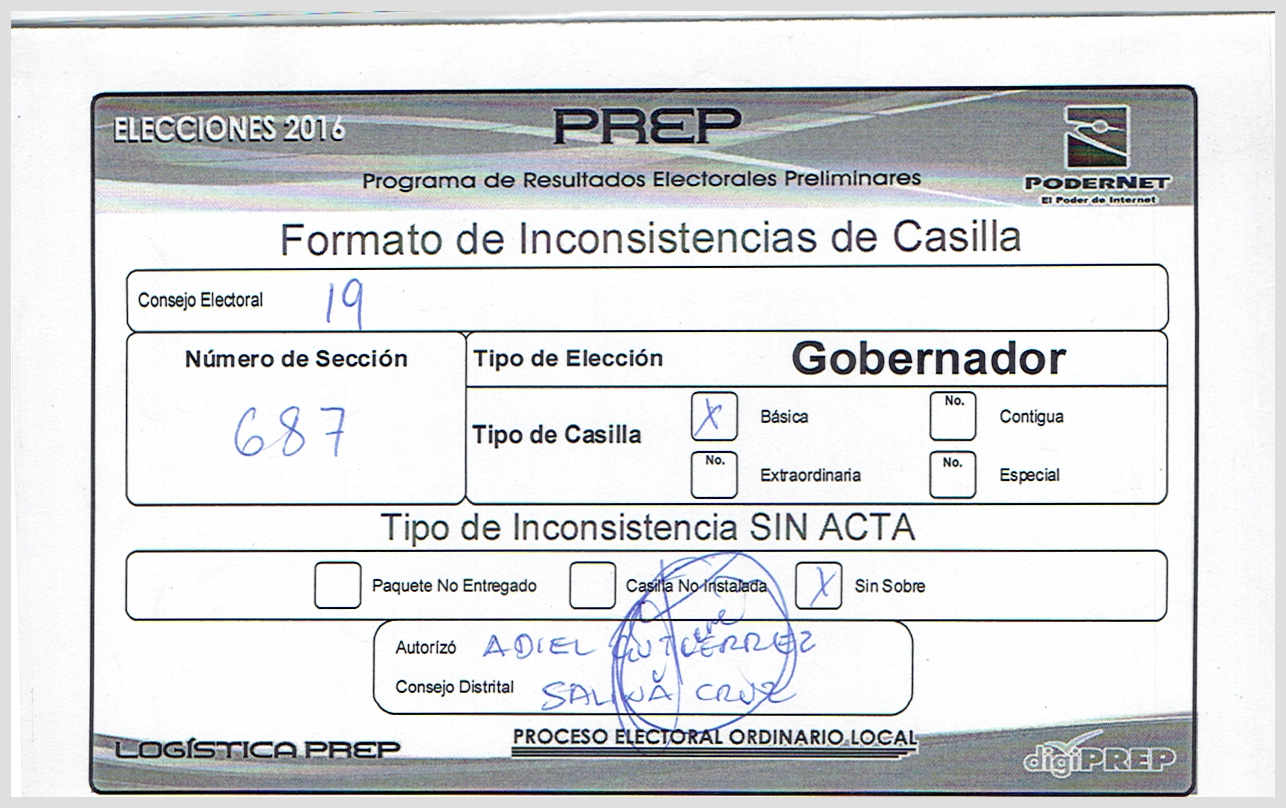 ELECCIONES 2016
PREP
Programa de Resultados Electorales Preliminares
PODERNET
El Poder de Internet
Formato de Inconsistencias de Casilla
Consejo Electoral 19
Número de Sección
687
Tipo de Elección Gobernador
Tipo de Casilla
X Básica
No. Contigua
No. Extraordinaria
No. Especial
Tipo de Inconsistencia SIN ACTA
Paquete No Entregado
Casilla No Instalada
X Sin Sobre
Autorizó ADIEL GUTIERREZ
Consejo Distrital SALINA CRUZ
LOGÍSTICA PREP
PROCESO ELECTORAL ORDINARIO LOCAL
digiPREP